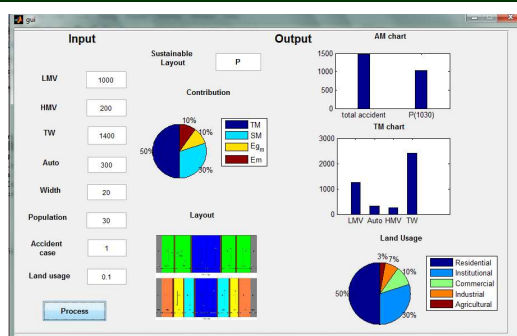 gui
Input
Output
LMV
1000
HMV
200
TW
1400
Auto
300
Width
20
Population
30
Accident
case
1
Land usage
0.1
Process
Sustainable
Layout
P
Contribution
10%
10%
50%
30%
TM
SM
Egm
Em
Layout
AM chart
1500
1000
500
0
total accident
P(1030)
TM chart
3000
2000
1000
0
LMV Auto HMV TW
Land Usage
3%
7%
10%
50%
30%
Residential
Institutional
Commercial
Industrial
Agricultural